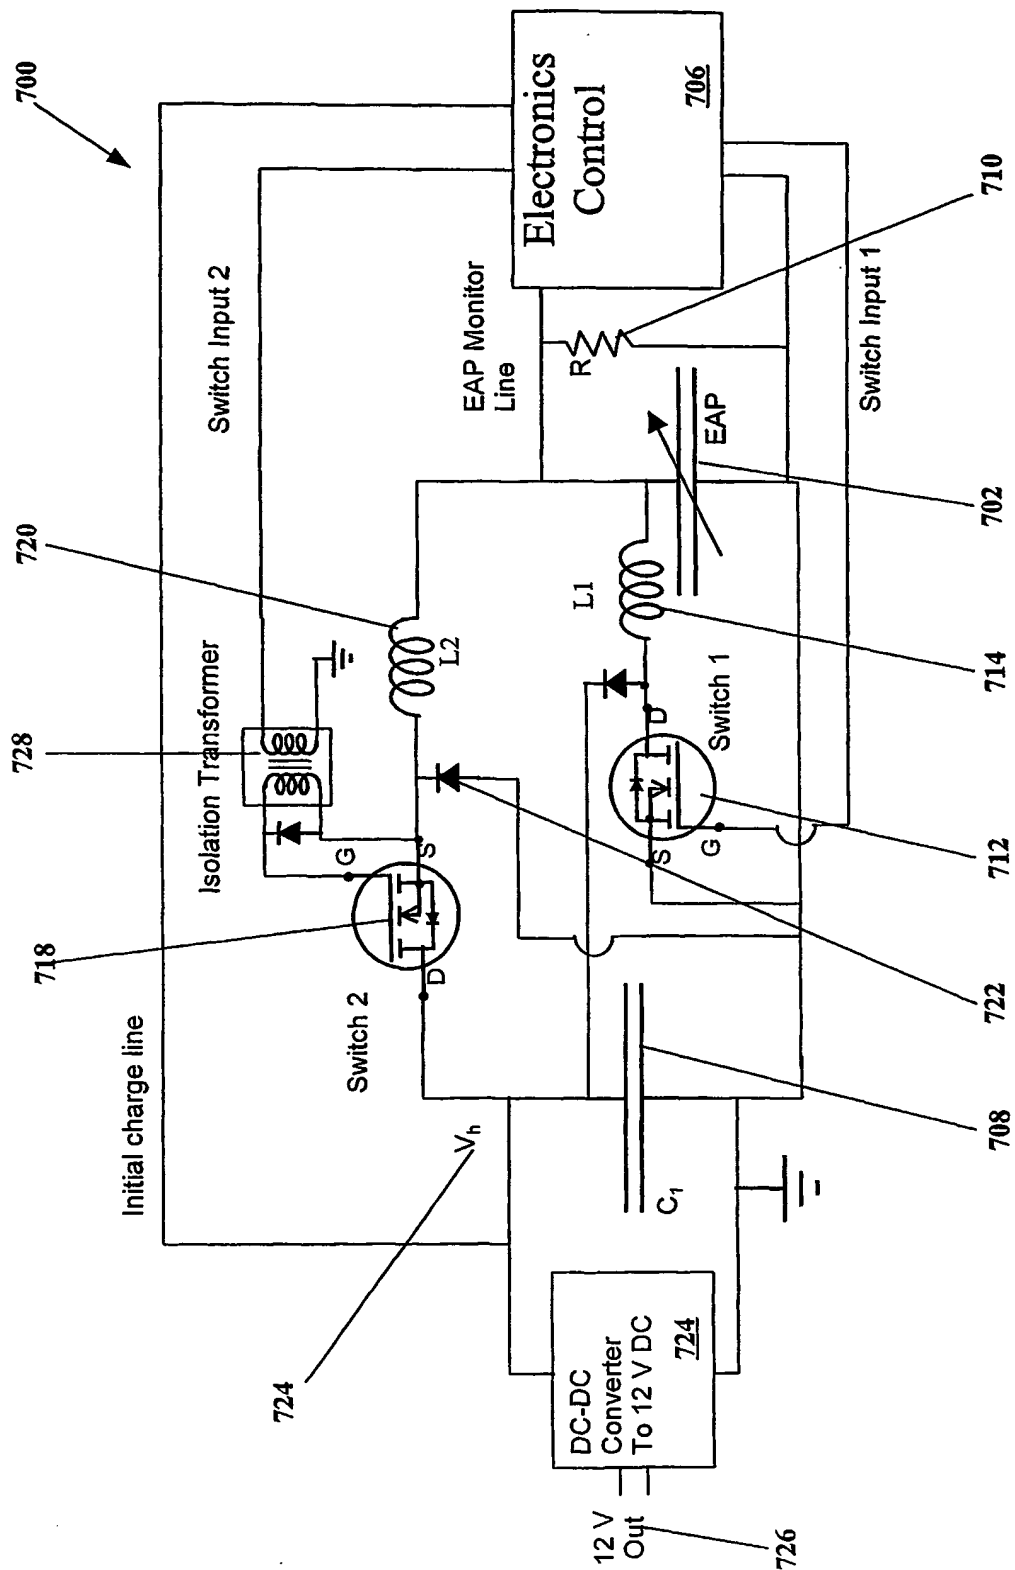 700
Initial charge line
Switch Input 2
720
728
Isolation Transformer
718
G
S
D
Switch 2
L2
EAP Monitor
Line
Electronics
Control
706
710
R
Switch Input 1
EAP
702
L1
714
Switch 1
D
S
G
712
722
724
Vₕ
C₁
708
DC-DC
Converter
To 12 V DC
724
12 V
Out
726